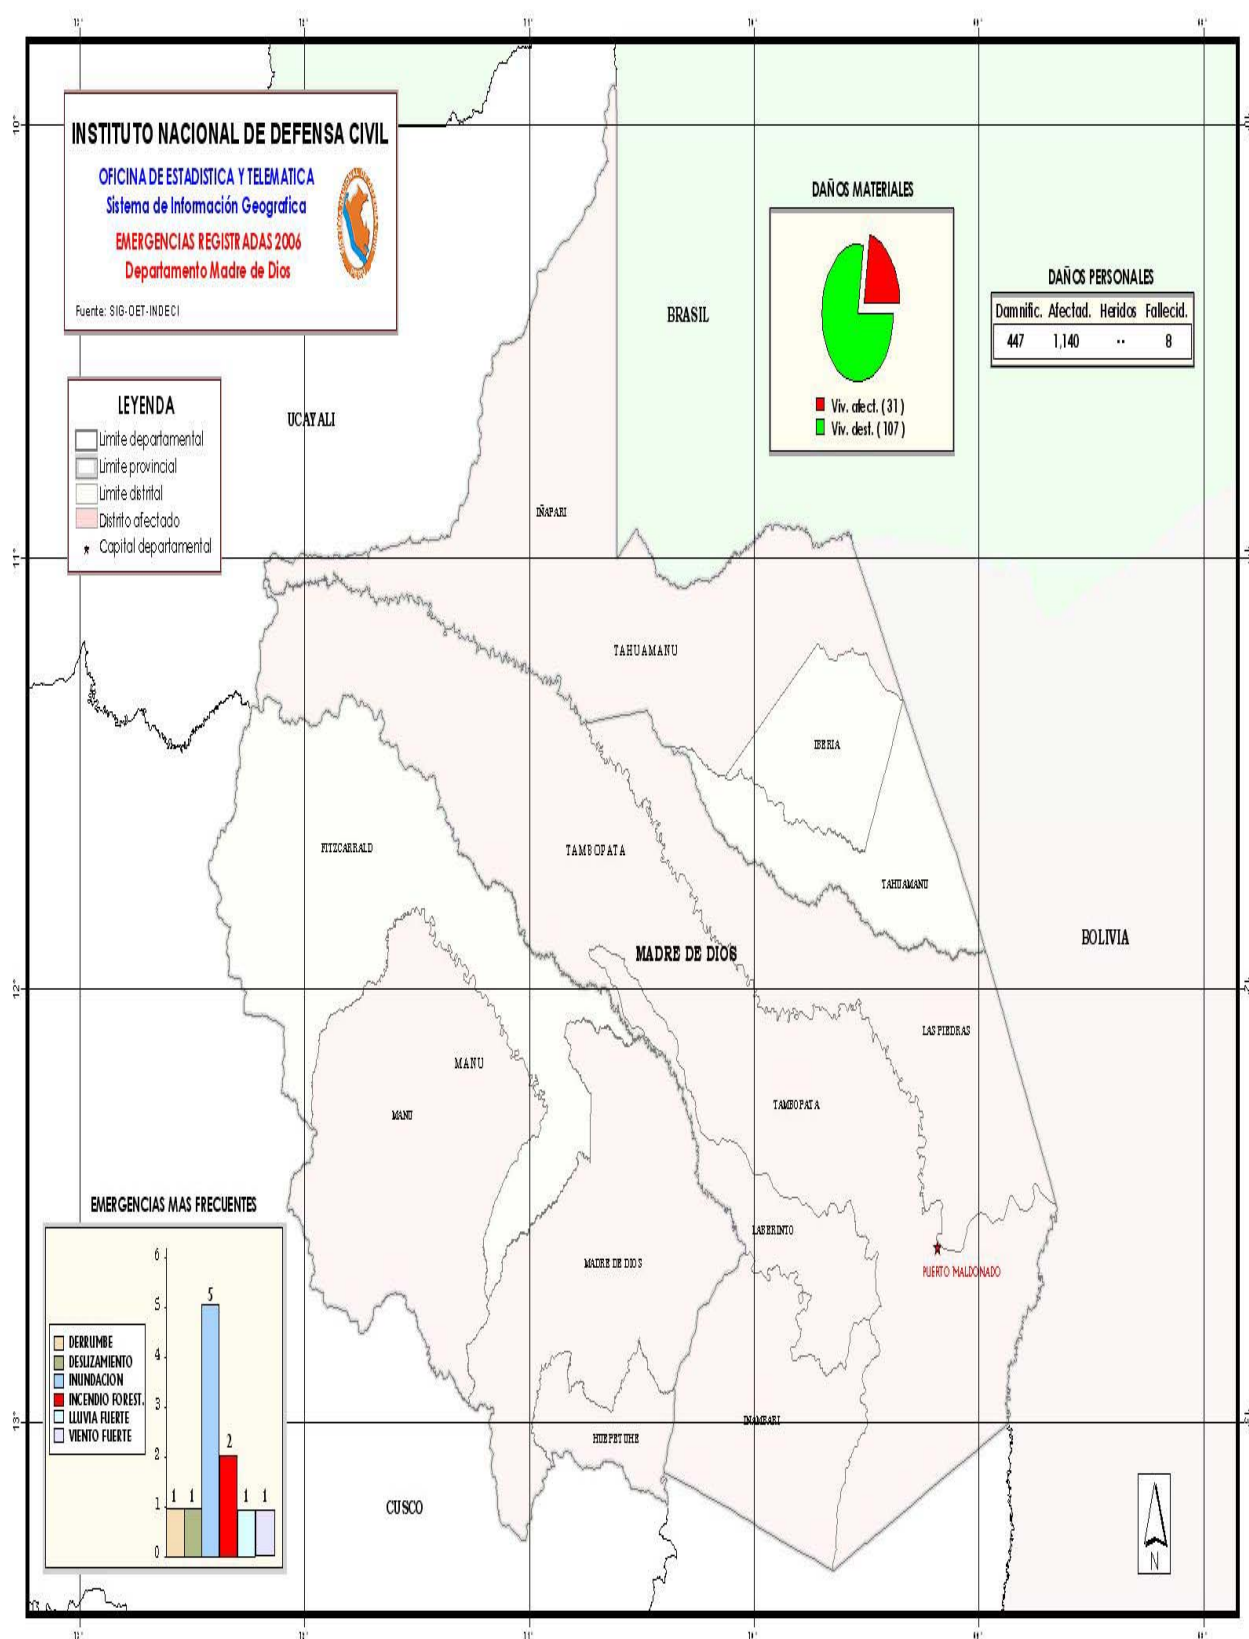 INSTITUTO NACIONAL DE DEFENSA CIVIL
OFICINA DE ESTADISTICA Y TELEMATICA
Sistema de Información Geografica
EMERGENCIAS REGISTRADAS 2006
Departamento Madre de Dios
Fuente: SIG-OET-INDECI
LEYENDA
Limite departamental
Limite provincial
Limite distrital
Distrito afectado
Capital departamental
DAÑOS MATERIALES
Viv. afect. (31)
Viv. dest. (107)
DAÑOS PERSONALES
Damnific. Afectad. Heridos Fallecid.
447 1,140 -- 8
BRASIL
UCAYALI
IÑAPARI
TAHUAMANU
IBERIA
FITZCARRALD
TAMBOPATA
TAHUAMANU
BOLIVIA
MADRE DE DIOS
LAS PIEDRAS
MANU
TAMBOPATA
MANU
LABERINTO
MADRE DE DIOS
PUERTO MALDONADO
INAMBARI
HUEPETUHE
CUSCO
EMERGENCIAS MAS FRECUENTES
DERRUMBE
DESLIZAMIENTO
INUNDACION
INCENDIO FOREST.
LLUVIA FUERTE
VIENTO FUERTE
6
5
4
3
2
1
0
1 1 5 2 1 1
N
10°
11°
12°
13°